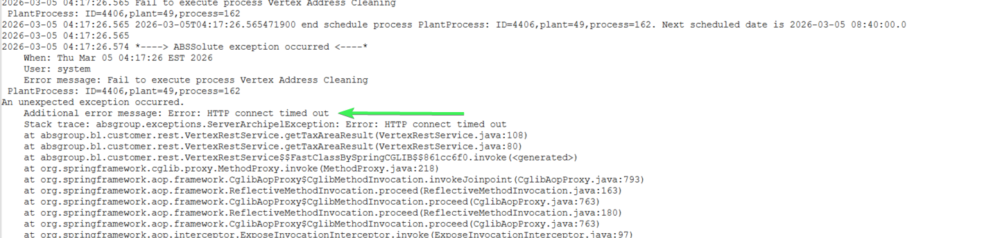 2026-03-05 04:17:26.565 Fail to execute process Vertex Address Cleaning
PlantProcess: ID=4406,plant=49,process=162
2026-03-05 04:17:26.565 2026-03-05T04:17:26.565471900 end schedule process PlantProcess: ID=4406,plant=49,process=162. Next scheduled date is 2026-03-05 08:40:00.0
2026-03-05 04:17:26.565
2026-03-05 04:17:26.574 *----> ABSSolute exception occurred <----*
When: Thu Mar 05 04:17:26 EST 2026
User: system
Error message: Fail to execute process Vertex Address Cleaning
PlantProcess: ID=4406,plant=49,process=162
An unexpected exception occurred.
Additional error message: Error: HTTP connect timed out
Stack trace: absgroup.exceptions.ServerArchipelException: Error: HTTP connect timed out
at absgroup.bl.customer.rest.VertexRestService.getTaxAreaResult(VertexRestService.java:108)
at absgroup.bl.customer.rest.VertexRestService.getTaxAreaResult(VertexRestService.java:80)
at absgroup.bl.customer.rest.VertexRestService$$FastClassBySpringCGLIB$$861cc6f0.invoke(<generated>)
at org.springframework.cglib.proxy.MethodProxy.invoke(MethodProxy.java:218)
at org.springframework.aop.framework.CglibAopProxy$CglibMethodInvocation.invokeJoinpoint(CglibAopProxy.java:793)
at org.springframework.aop.framework.ReflectiveMethodInvocation.proceed(ReflectiveMethodInvocation.java:163)
at org.springframework.aop.framework.CglibAopProxy$CglibMethodInvocation.proceed(CglibAopProxy.java:763)
at org.springframework.aop.framework.ReflectiveMethodInvocation.proceed(ReflectiveMethodInvocation.java:180)
at org.springframework.aop.framework.CglibAopProxy$CglibMethodInvocation.proceed(CglibAopProxy.java:763)
at org.springframework.aop.interceptor.ExposeInvocationInterceptor.invoke(ExposeInvocationInterceptor.java:97)